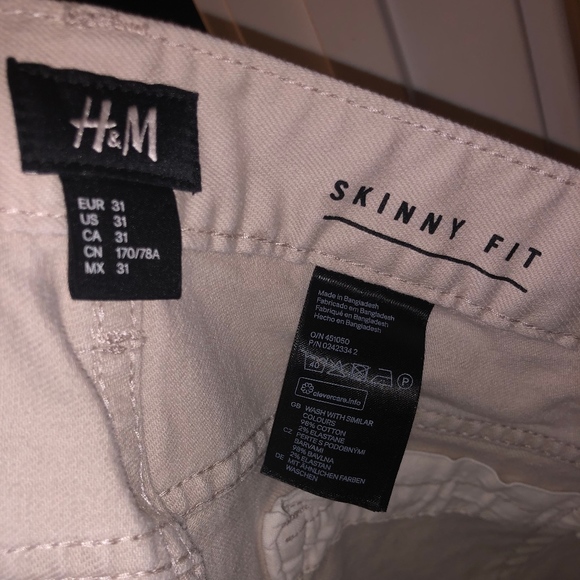 H&M
EUR 31
US 31
CA 31
CN 170/78A
MX 31
SKINNY FIT
Made in Bangladesh
Fabricado em Bangladesh
Fabriqué en Bangladesh
Hecho en Bangladesh
O/N 451050
P/N 0242334 2
40 P
clevercare.info
GB WASH WITH SIMILAR
COLOURS
98% COTTON
2% ELASTANE
CZ PERTE S PODOBNÝMI
BARVAMI
98% BAVLNA
2% ELASTAN
DE MIT ÄHNLICHEN FARBEN
WASCHEN